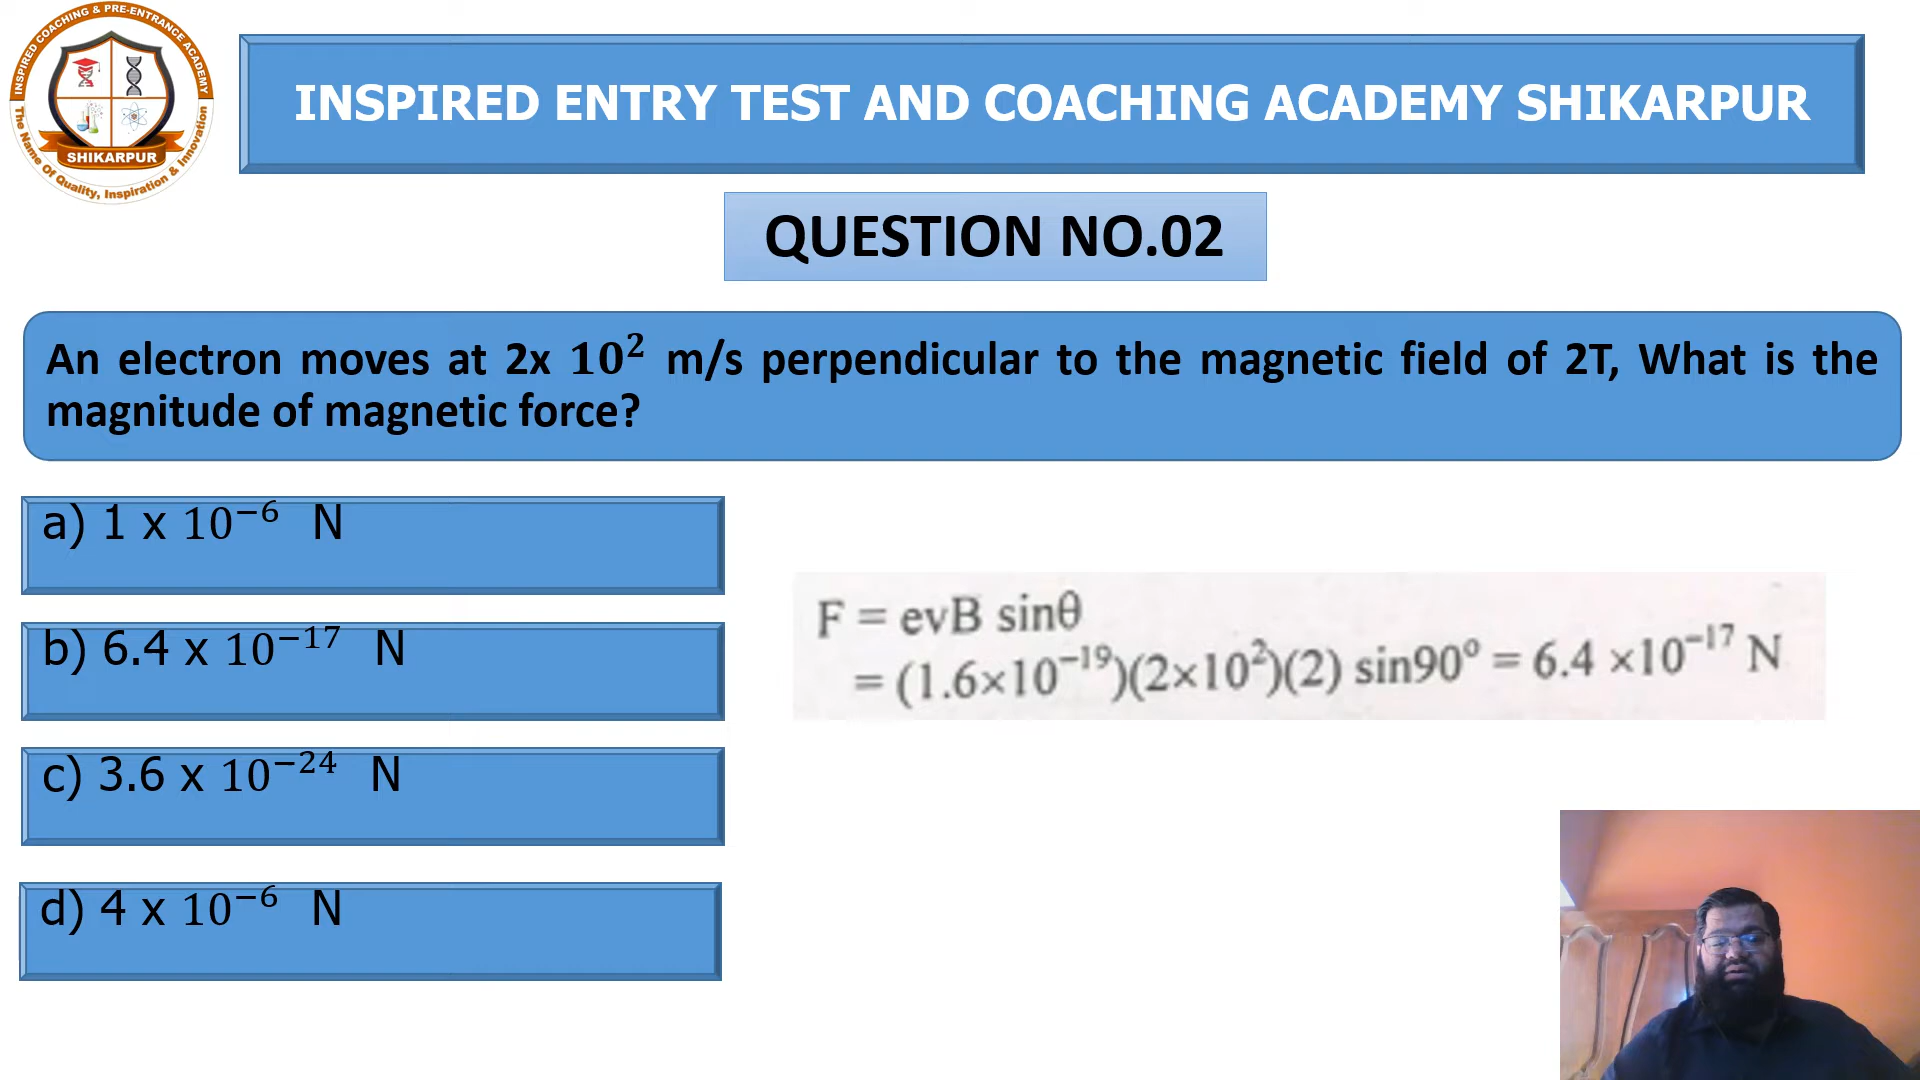 INSPIRED COACHING & PRE-ENTRANCE ACADEMY
SHIKARPUR
The Name Of Quality, Inspiration & Innovation
INSPIRED ENTRY TEST AND COACHING ACADEMY SHIKARPUR
QUESTION NO.02
An electron moves at 2x 10² m/s perpendicular to the magnetic field of 2T, What is the
magnitude of magnetic force?
a) 1 x 10⁻⁶ N
b) 6.4 x 10⁻¹⁷ N
c) 3.6 x 10⁻²⁴ N
d) 4 x 10⁻⁶ N
F = evB sinθ
= (1.6×10⁻¹⁹)(2×10²)(2) sin90° = 6.4 ×10⁻¹⁷ N